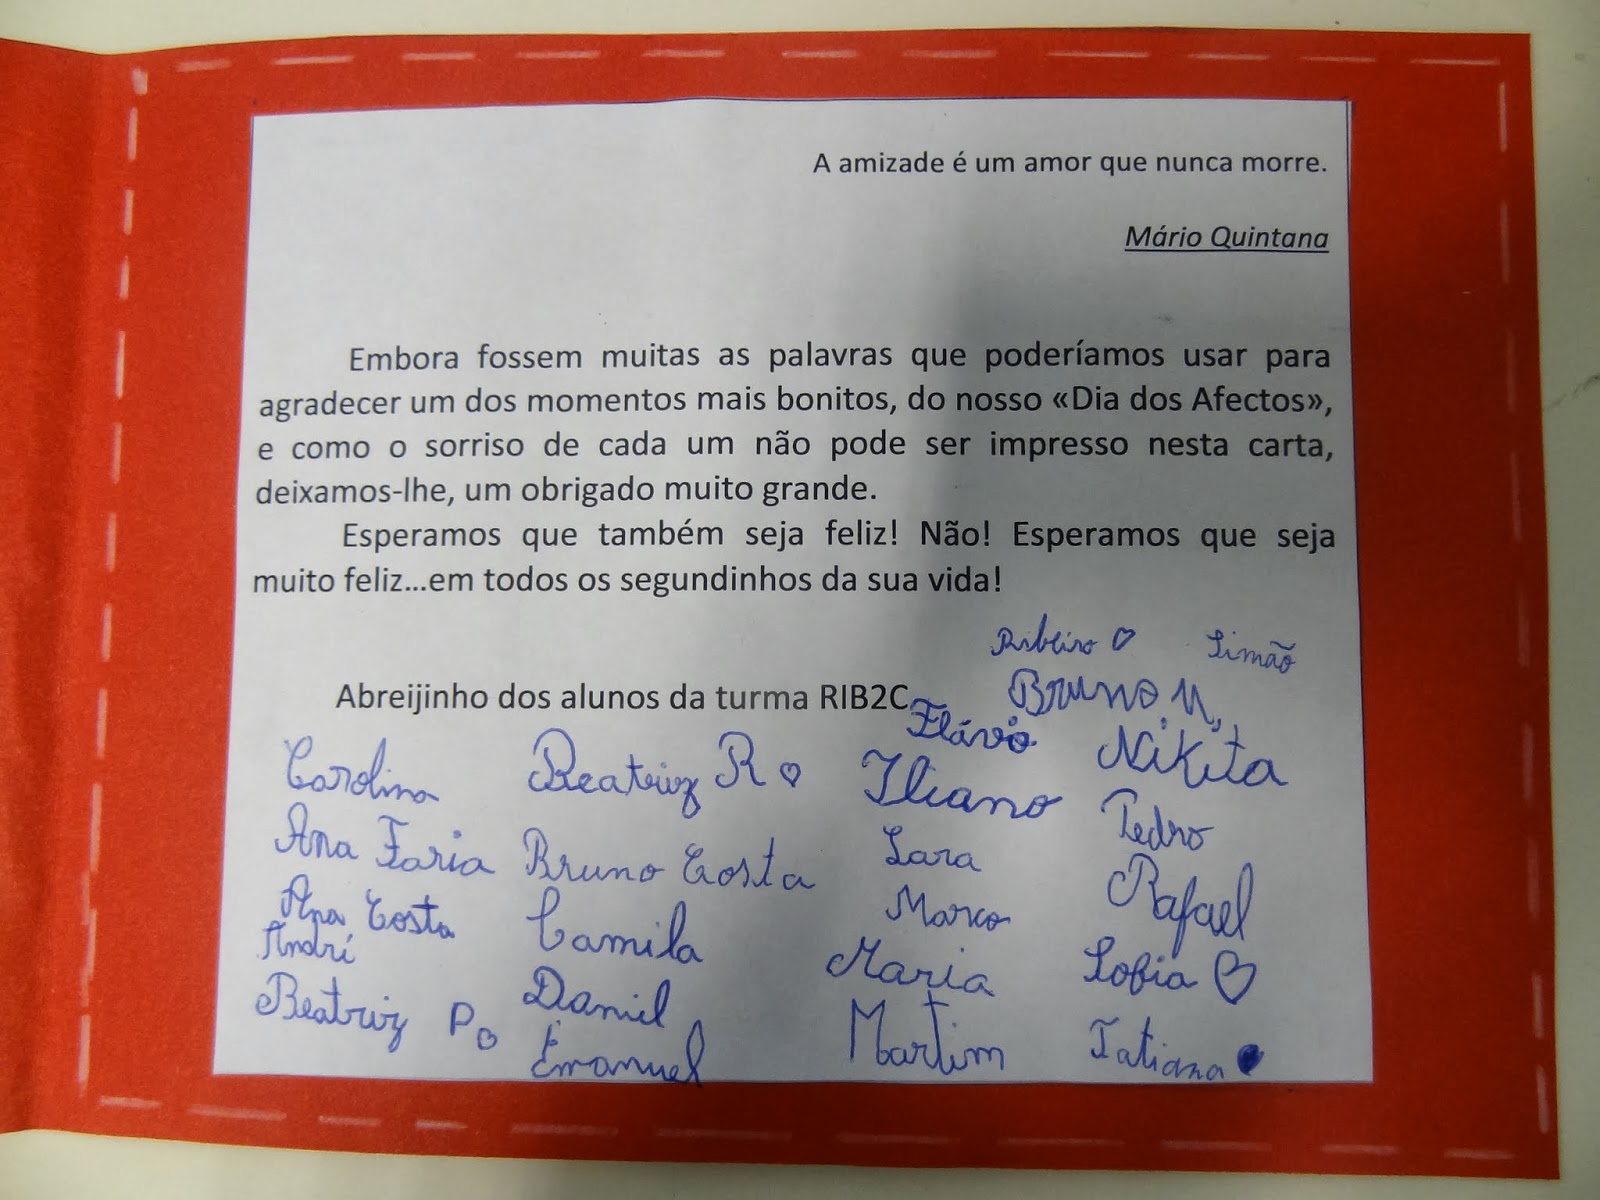 A amizade é um amor que nunca morre.
Mário Quintana
Embora fossem muitas as palavras que poderíamos usar para
agradecer um dos momentos mais bonitos, do nosso «Dia dos Afectos»,
e como o sorriso de cada um não pode ser impresso nesta carta,
deixamos-lhe, um obrigado muito grande.
Esperamos que também seja feliz! Não! Esperamos que seja
muito feliz...em todos os segundinhos da sua vida!
Abreijinho dos alunos da turma RIB2C
Ribeiro
Simão
Bruno N,
Flávio
Nikita
Carolina
Ana Faria
Ana Costa
André
Beatriz P
Beatriz R
Bruno Costa
Camila
Daniel
Emanuel
Iliano
Lara
Marco
Maria
Martim
Pedro
Rafael
Sofia
Tatiana